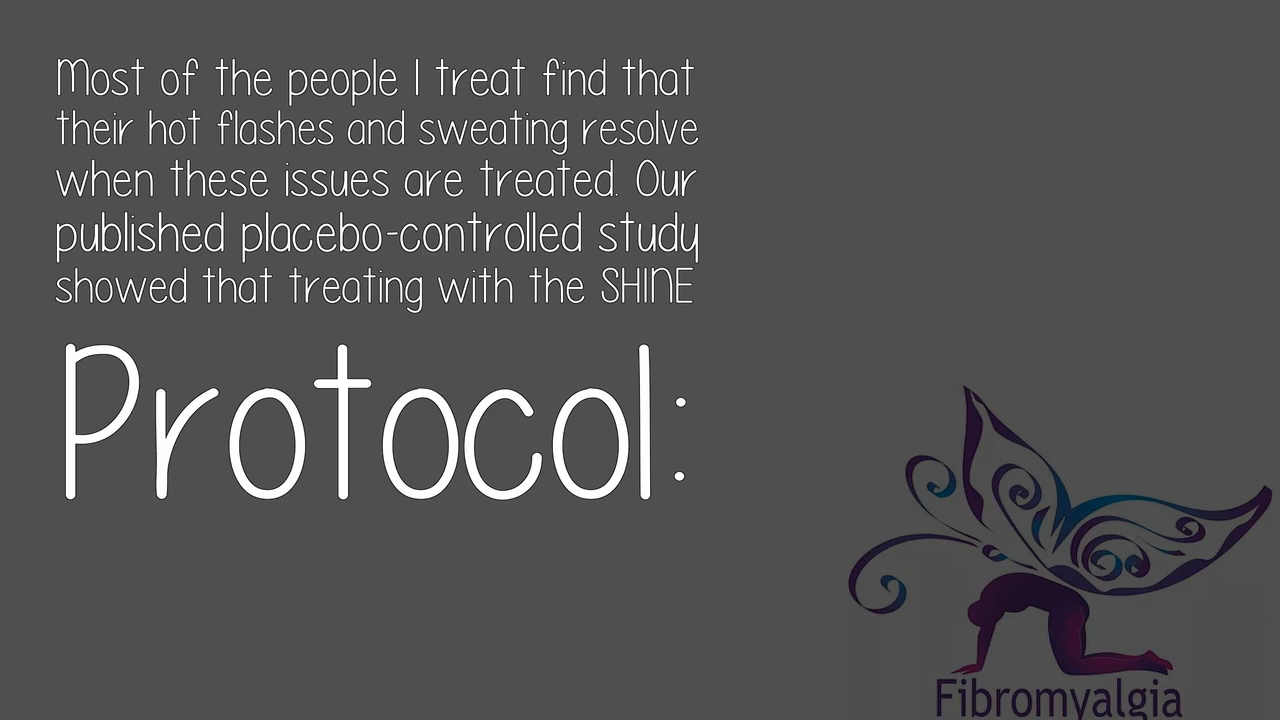 Most of the people I treat find that
their hot flashes and sweating resolve
when these issues are treated. Our
published placebo-controlled study
showed that treating with the SHINE
Protocol:
Fibromyalgia